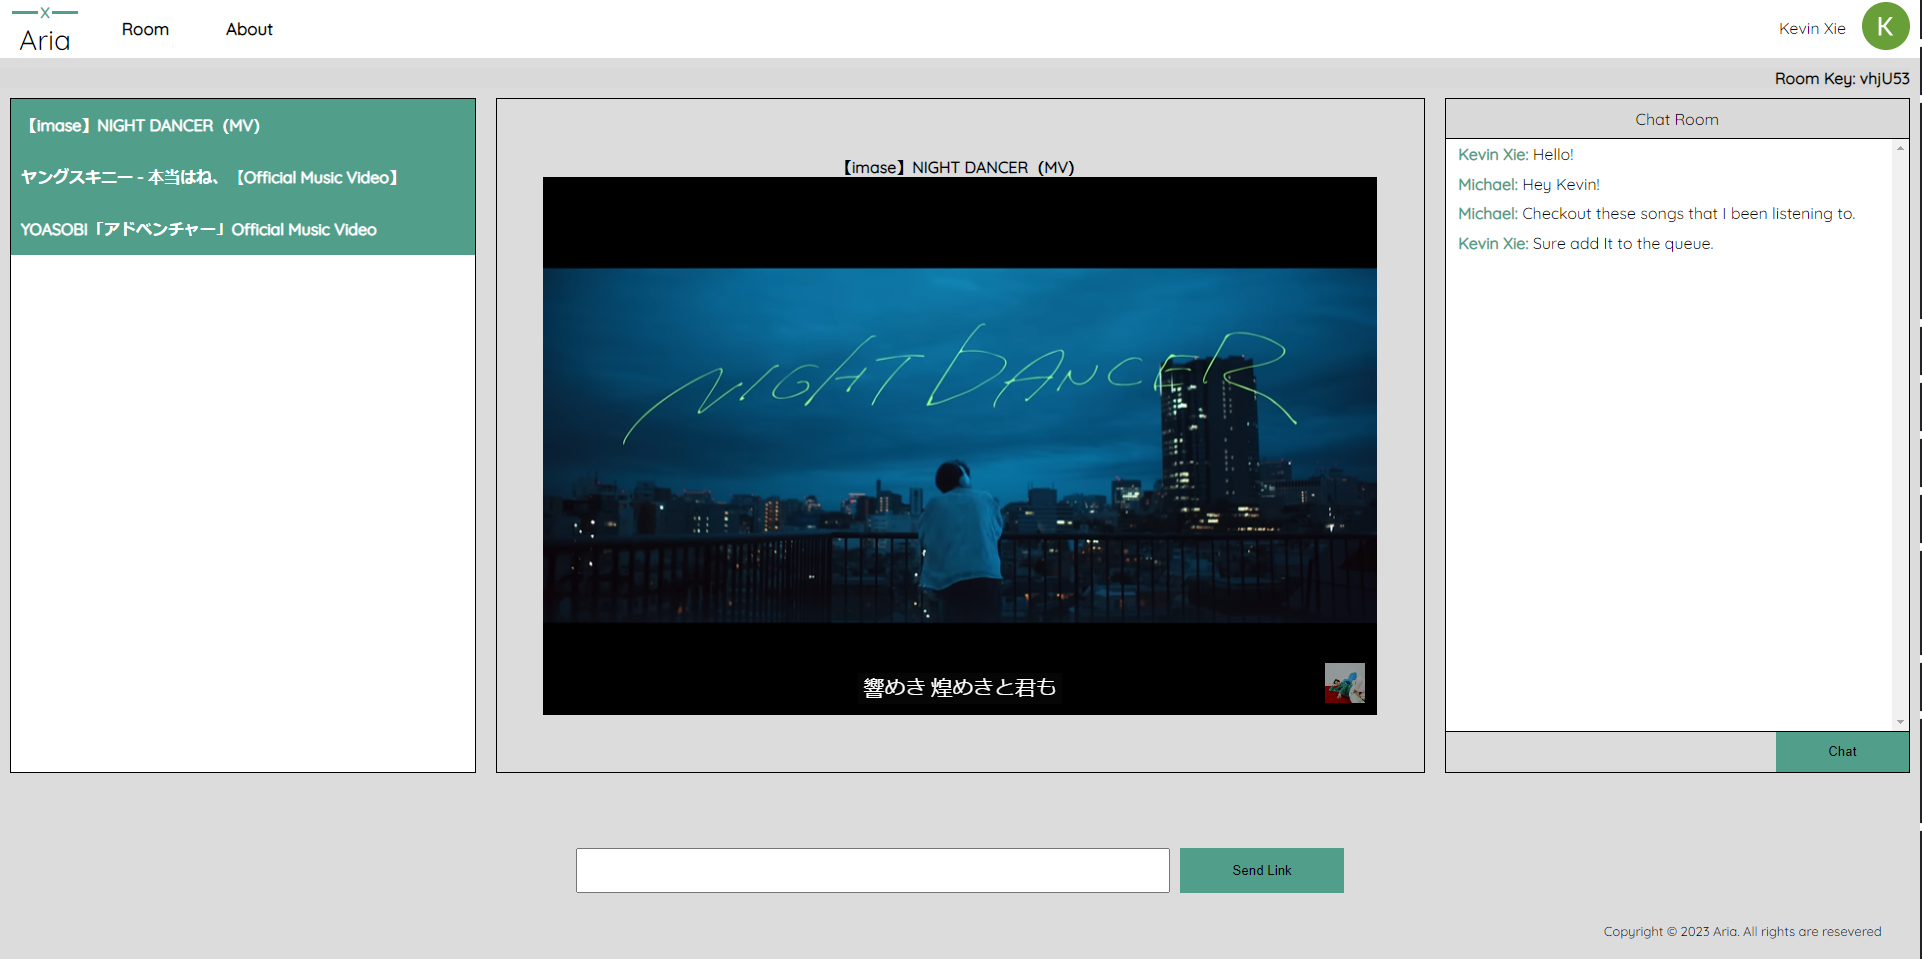 X
Aria
Room
About
Kevin Xie
K
Room Key: vhjU53
【imase】NIGHT DANCER（MV）
ヤングスキニー - 本当はね、【Official Music Video】
YOASOBI「アドベンチャー」Official Music Video
【imase】NIGHT DANCER（MV）
NIGHT DANCER
響めき 煌めきと君も
Chat Room
Kevin Xie: Hello!
Michael: Hey Kevin!
Michael: Checkout these songs that I been listening to.
Kevin Xie: Sure add It to the queue.
Chat
Send Link
Copyright © 2023 Aria. All rights are resevered